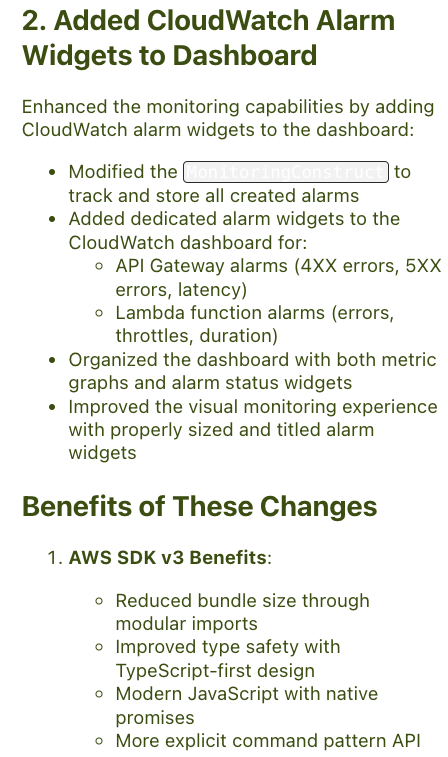 2. Added CloudWatch Alarm
Widgets to Dashboard
Enhanced the monitoring capabilities by adding
CloudWatch alarm widgets to the dashboard:
• Modified the MonitoringConstruct to
track and store all created alarms
• Added dedicated alarm widgets to the
CloudWatch dashboard for:
◦ API Gateway alarms (4XX errors, 5XX
errors, latency)
◦ Lambda function alarms (errors,
throttles, duration)
• Organized the dashboard with both metric
graphs and alarm status widgets
• Improved the visual monitoring experience
with properly sized and titled alarm
widgets
Benefits of These Changes
1. AWS SDK v3 Benefits:
◦ Reduced bundle size through
modular imports
◦ Improved type safety with
TypeScript-first design
◦ Modern JavaScript with native
promises
◦ More explicit command pattern API